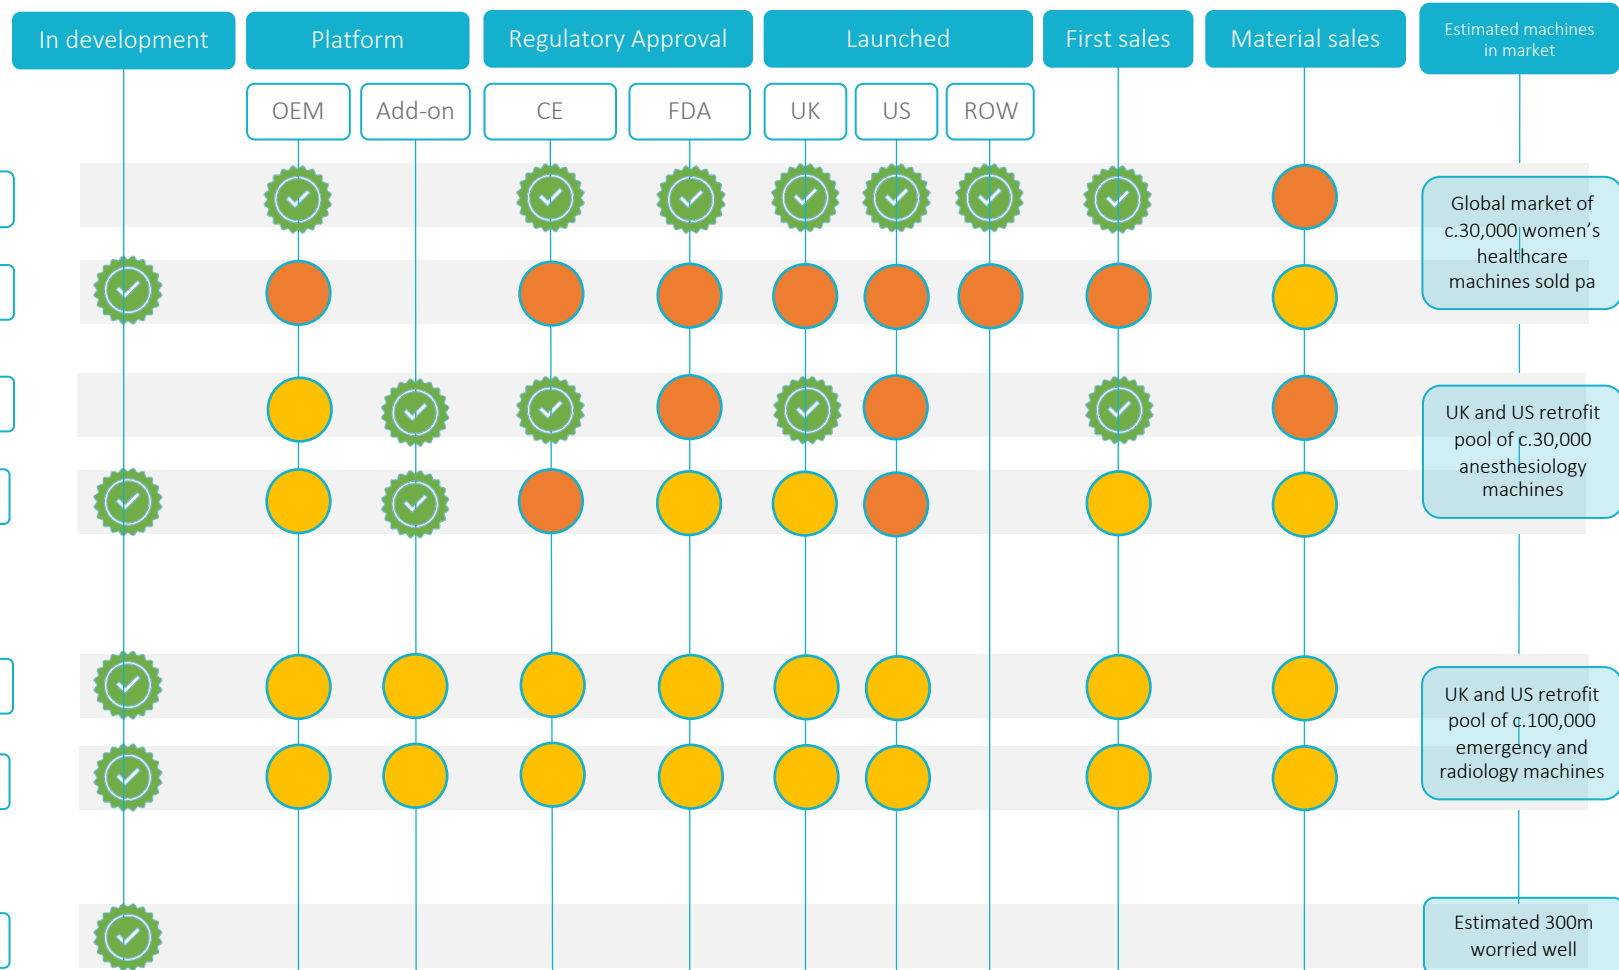 In development
Platform
Regulatory Approval
Launched
First sales
Material sales
Estimated machines
in market
OEM
Add-on
CE
FDA
UK
US
ROW
Global market of
c.30,000 women's
healthcare
machines sold pa
UK and US retrofit
pool of c.30,000
anesthesiology
machines
UK and US retrofit
pool of c.100,000
emergency and
radiology machines
Estimated 300m
worried well